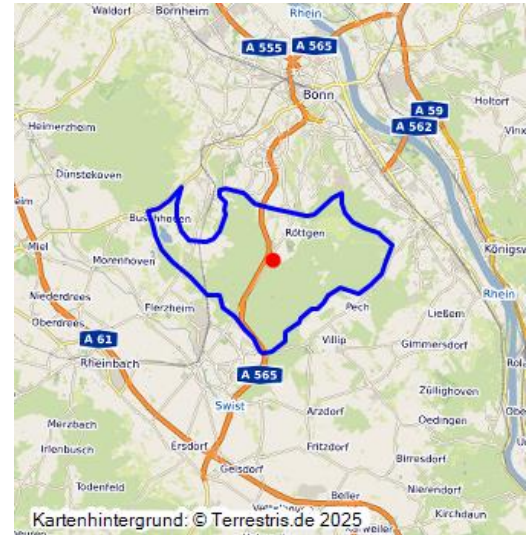 Waldorf
Bornheim
Rhein
A 555
A 565
Bonn
Holtorf
A 59
A 562
Heimerzheim
Dünstekoven
Buschhoven
Röttgen
Miel
Morenhoven
Königsw
Niederdrees
Flerzheim
Pech
Rhein
Oberdrees
Ließem
A 61
Villip
Gimmersdorf
Rheinbach
A 565
Swist
Züllighoven
Merzbach
Arzdorf
Oedingen
Irlenbusch
Ersdorf
Fritzdorf
Birresdorf
Gelsdorf
Todenfeld
Nierendorf
Beller
Kirchdaun
Kartenhintergrund: © Terrestris.de 2025